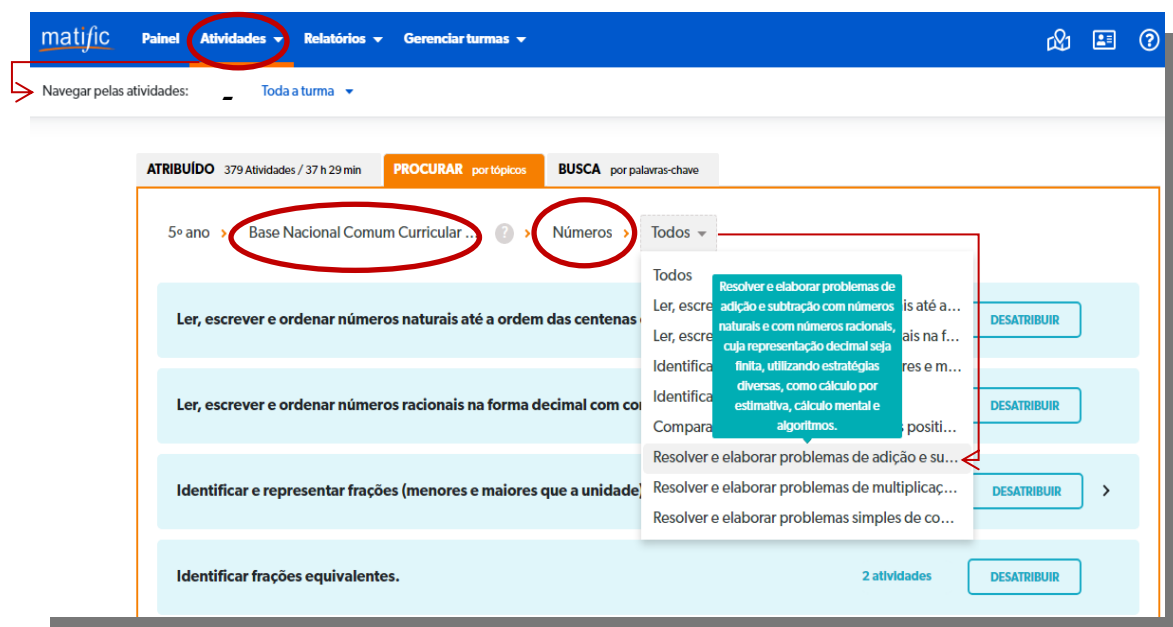 matific Painel Atividades Relatórios Gerenciar turmas ?
Navegar pelas atividades: - Toda a turma
ATRIBUÍDO 379 Atividades / 37 h 29 min PROCURAR por tópicos BUSCA por palavras-chave
5º ano > Base Nacional Comum Curricular ... ? > Números > Todos
Todos
Ler, escre
is até a...
Ler, escre
ais na f...
Identifica
res e m...
Identifica
Compara
positi...
Resolver e elaborar problemas de adição e su...
Resolver e elaborar problemas de multiplicaç...
Resolver e elaborar problemas simples de co...
Resolver e elaborar problemas de
adição e subtração com números
naturais e com números racionais,
cuja representação decimal seja
finita, utilizando estratégias
diversas, como cálculo por
estimativa, cálculo mental e
algoritmos.
Ler, escrever e ordenar números naturais até a ordem das centenas
DESATRIBUIR
Ler, escrever e ordenar números racionais na forma decimal com
DESATRIBUIR
Identificar e representar frações (menores e maiores que a unidade)
DESATRIBUIR >
Identificar frações equivalentes.
2 atividades DESATRIBUIR